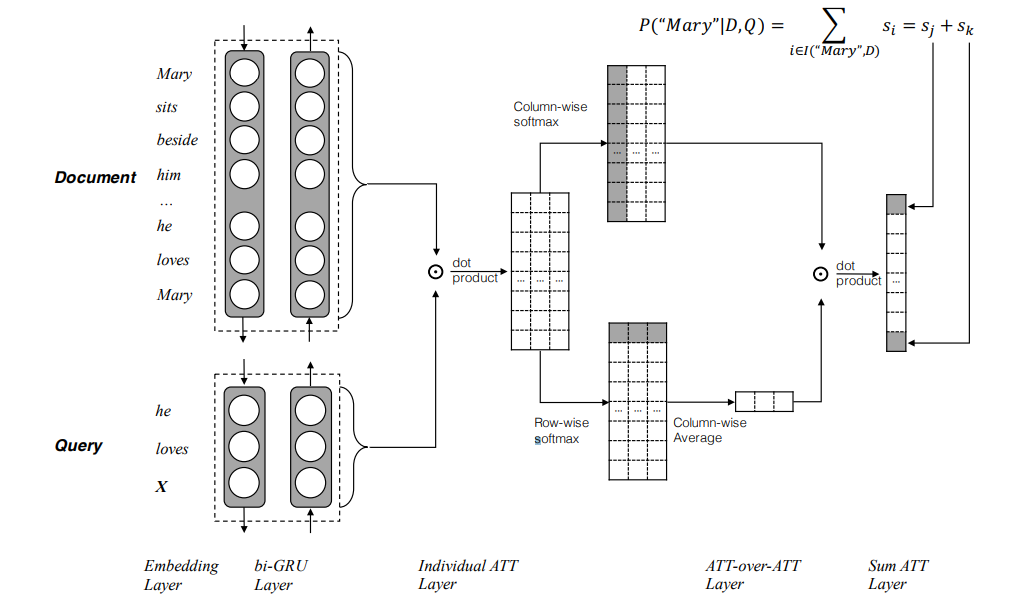 P("Mary"|D,Q) = ∑ s_i = s_j + s_k
i∈I("Mary",D)
Mary
sits
beside
him
...
he
loves
Mary
Document
Column-wise
softmax
dot
product
... ... ...
... ... ...
dot
product
...
he
loves
X
Query
Row-wise
softmax
... ... ...
Column-wise
Average
Embedding
Layer
bi-GRU
Layer
Individual ATT
Layer
ATT-over-ATT
Layer
Sum ATT
Layer